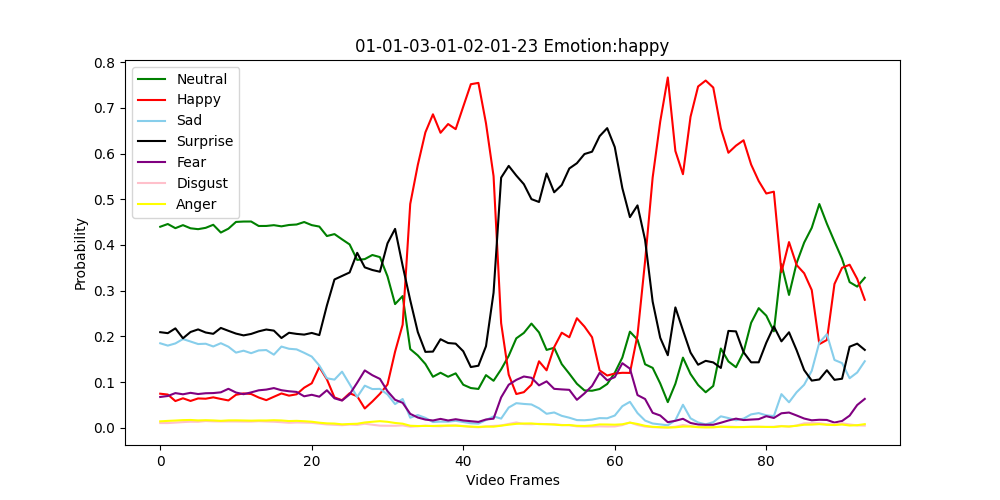 01-01-03-01-02-01-23 Emotion:happy
Probability
0.8
0.7
0.6
0.5
0.4
0.3
0.2
0.1
0.0
Neutral
Happy
Sad
Surprise
Fear
Disgust
Anger
0 20 40 60 80
Video Frames